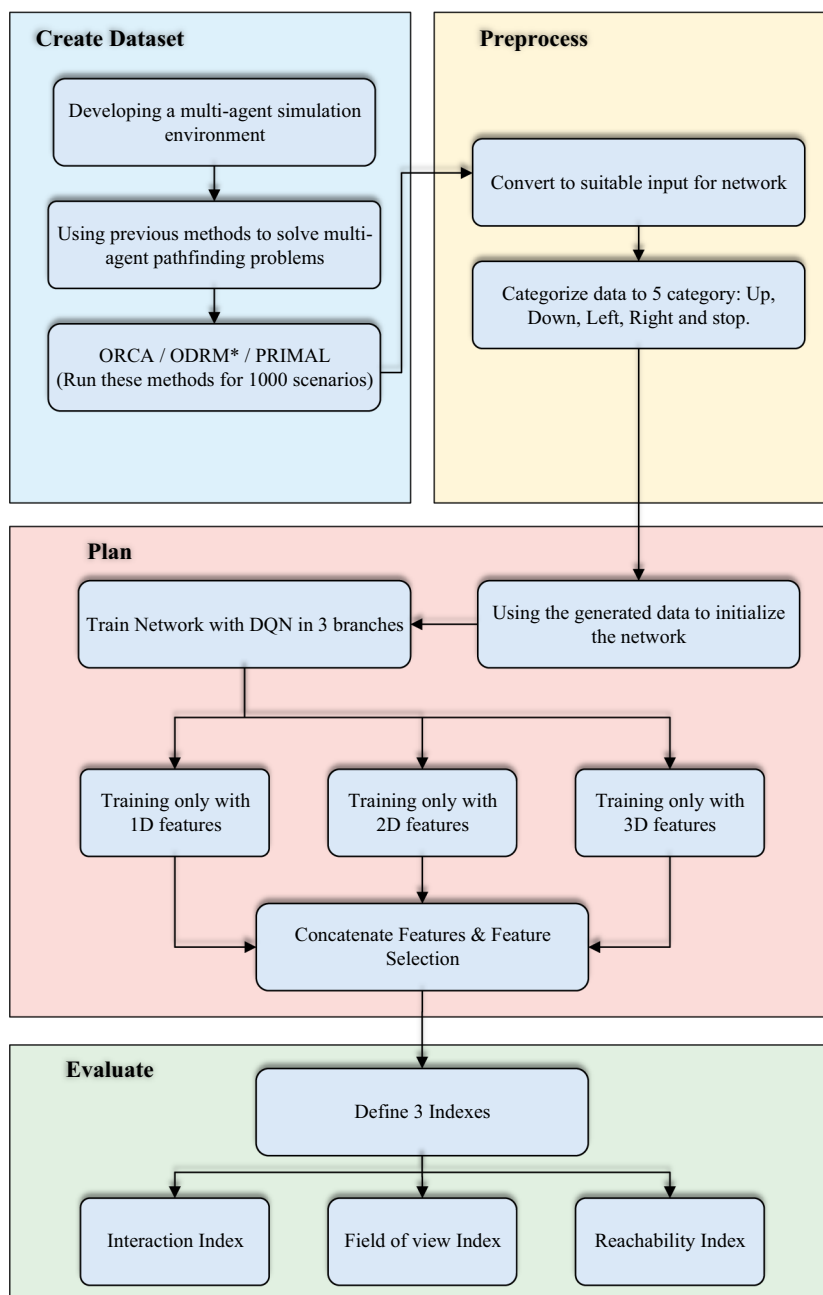 Create Dataset
Developing a multi-agent simulation
environment
Using previous methods to solve multi-
agent pathfinding problems
ORCA / ODRM* / PRIMAL
(Run these methods for 1000 scenarios)
Preprocess
Convert to suitable input for network
Categorize data to 5 category: Up,
Down, Left, Right and stop.
Plan
Using the generated data to initialize
the network
Train Network with DQN in 3 branches
Training only with
1D features
Training only with
2D features
Training only with
3D features
Concatenate Features & Feature
Selection
Evaluate
Define 3 Indexes
Interaction Index
Field of view Index
Reachability Index